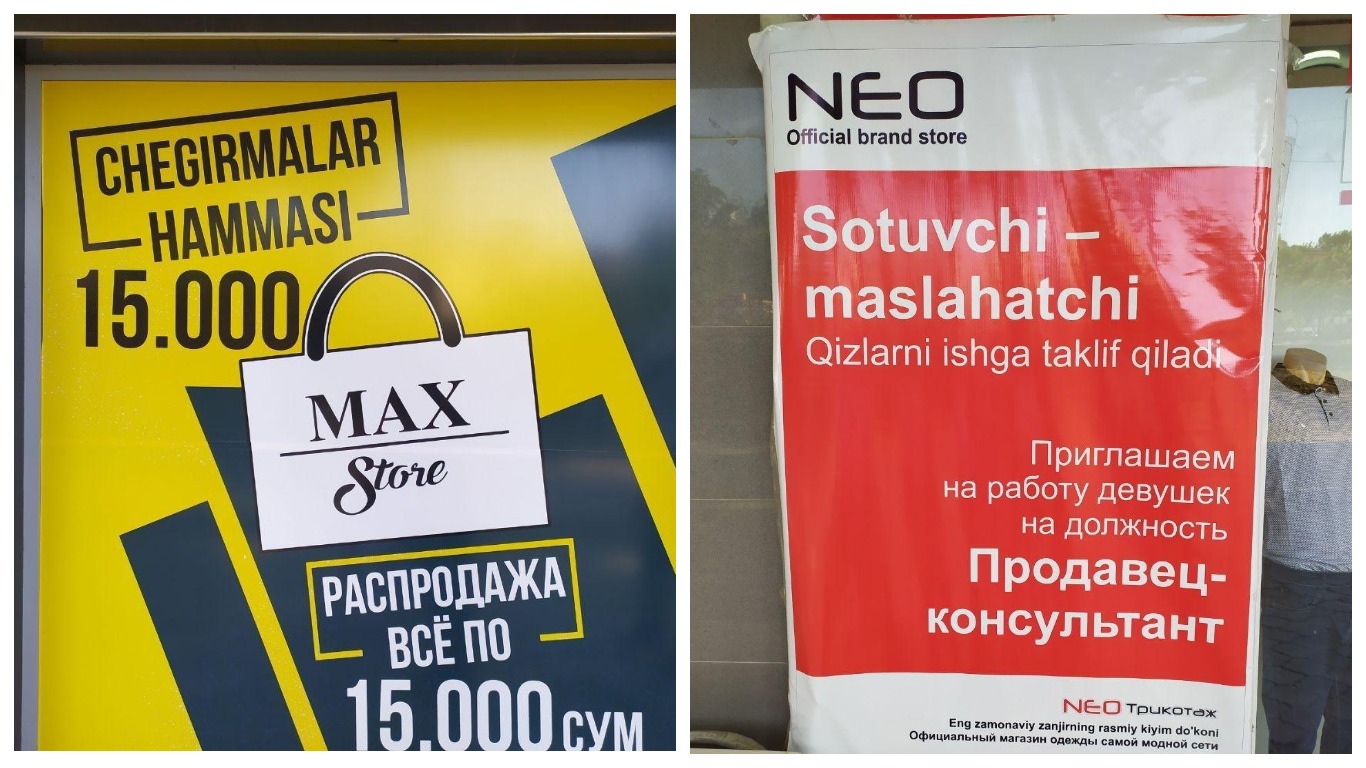 CHEGIRMALAR
HAMMASI
15.000
MAX
Store
РАСПРОДАЖА
ВСЁ ПО
15.000 СУМ
NEO
Official brand store
Sotuvchi –
maslahatchi
Qizlarni ishga taklif qiladi
Приглашаем
на работу девушек
на должность
Продавец-
консультант
NEO Трикотаж
Eng zamonaviy zanjirning rasmiy kiyim do'koni
Официальный магазин одежды самой модной сети